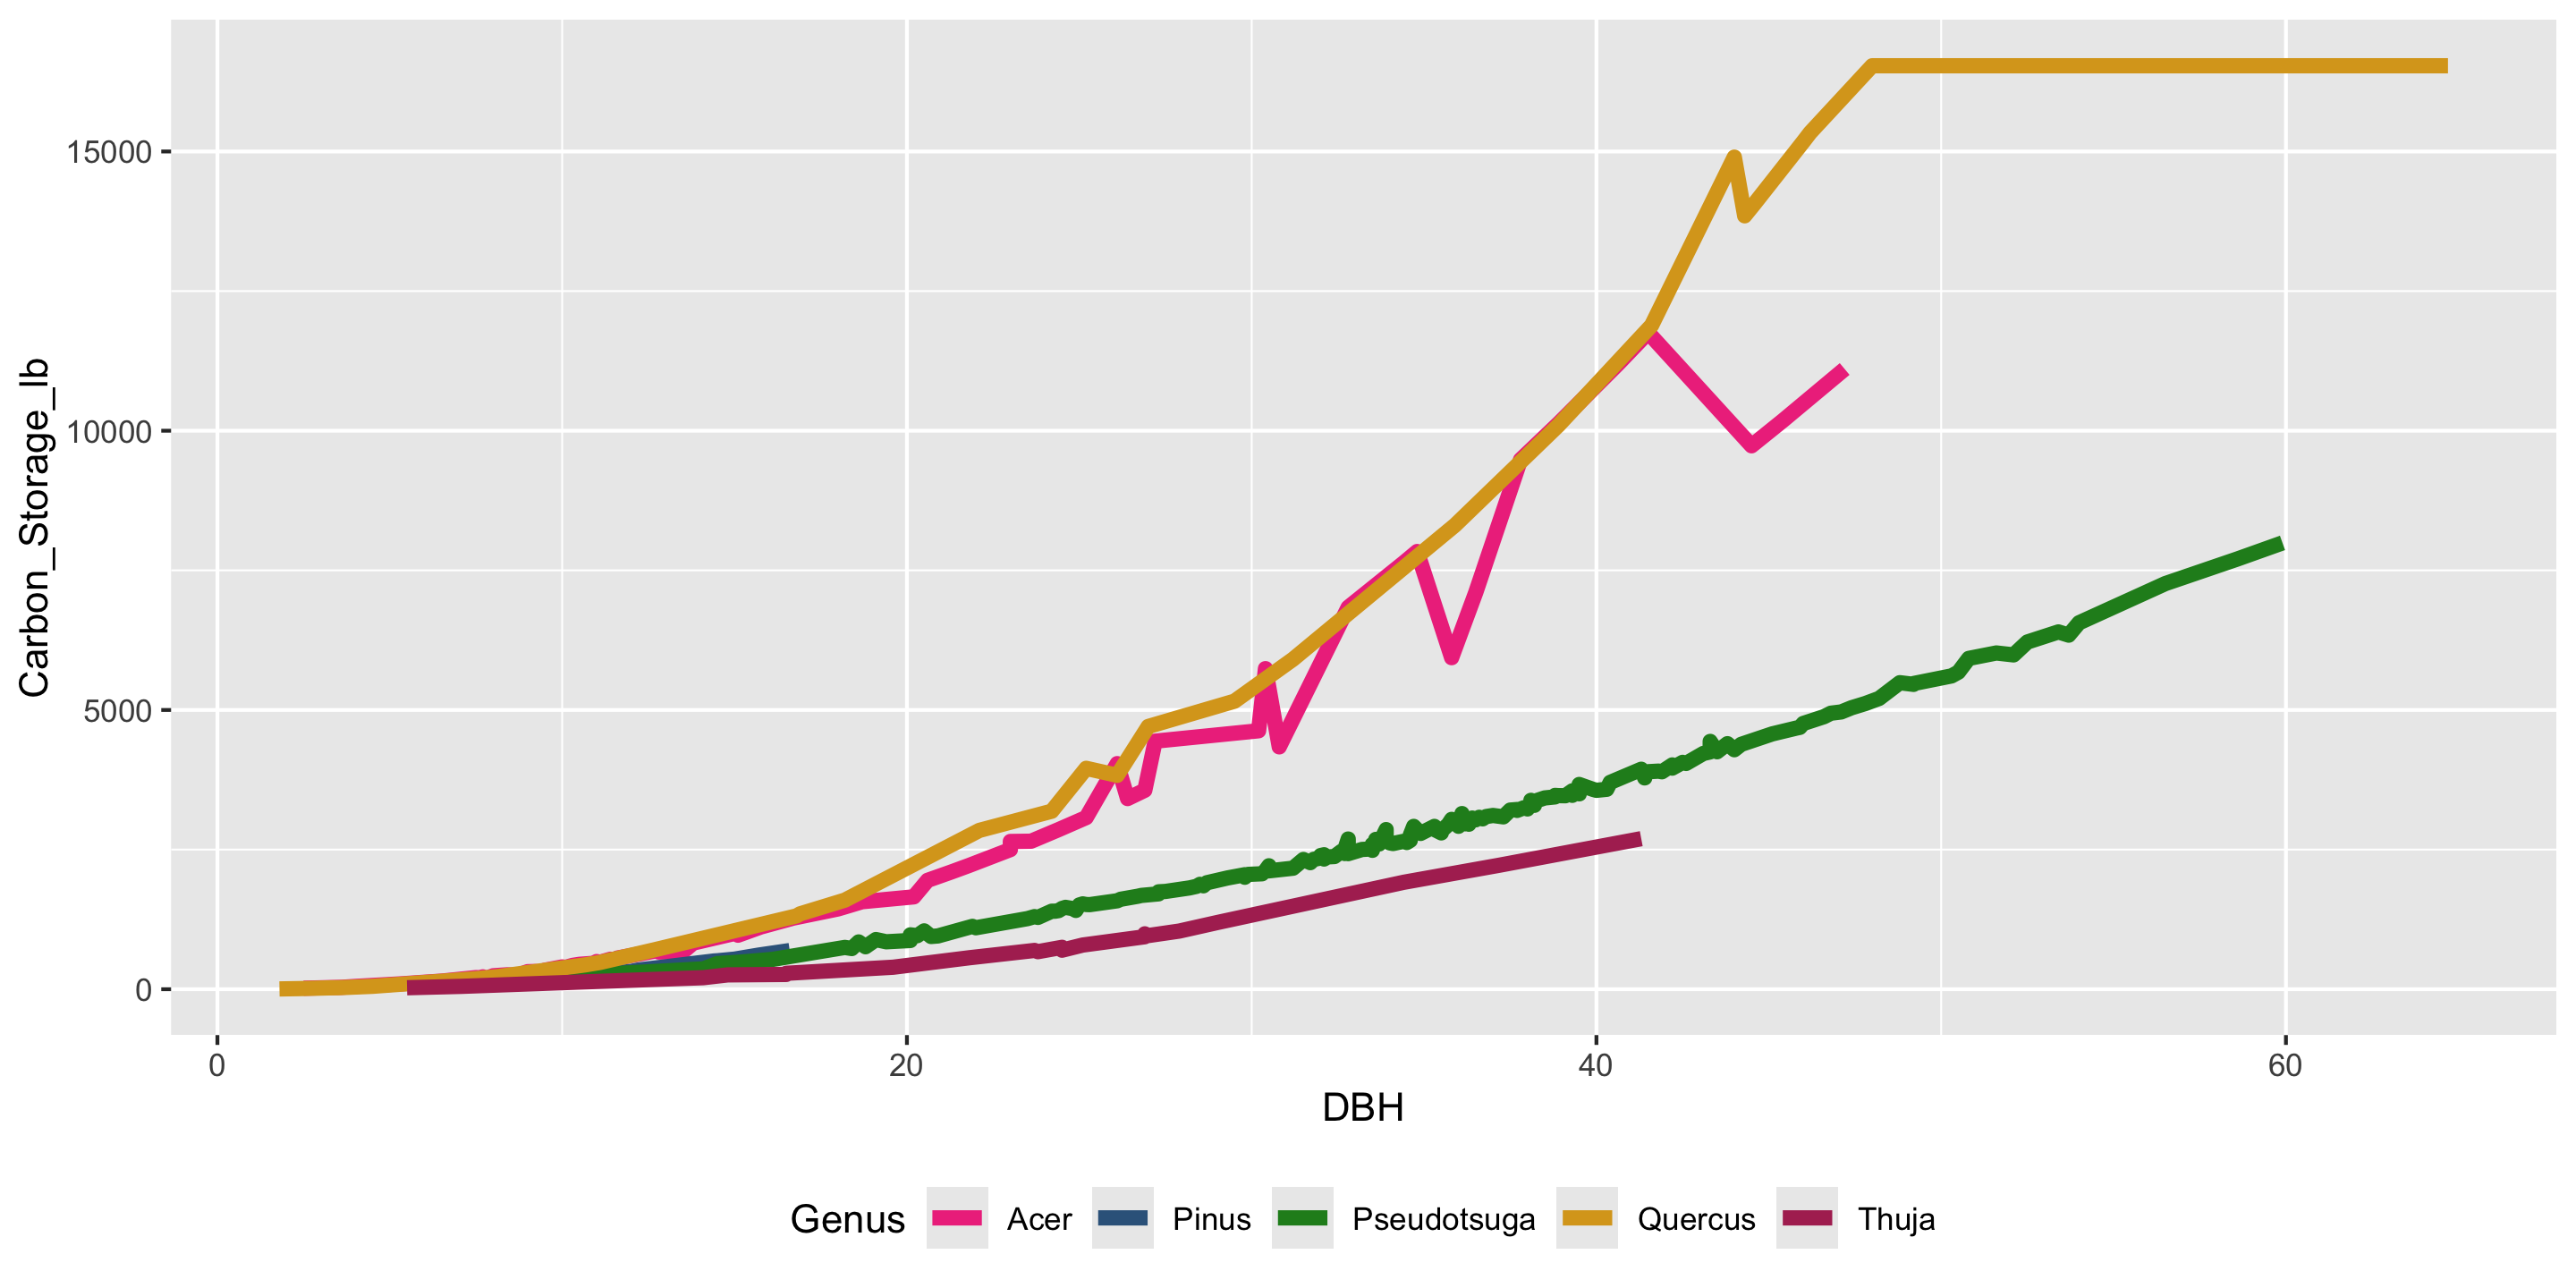 Carbon_Storage_lb
15000
10000
5000
0
0 20 40 60
DBH
Genus Acer Pinus Pseudotsuga Quercus Thuja